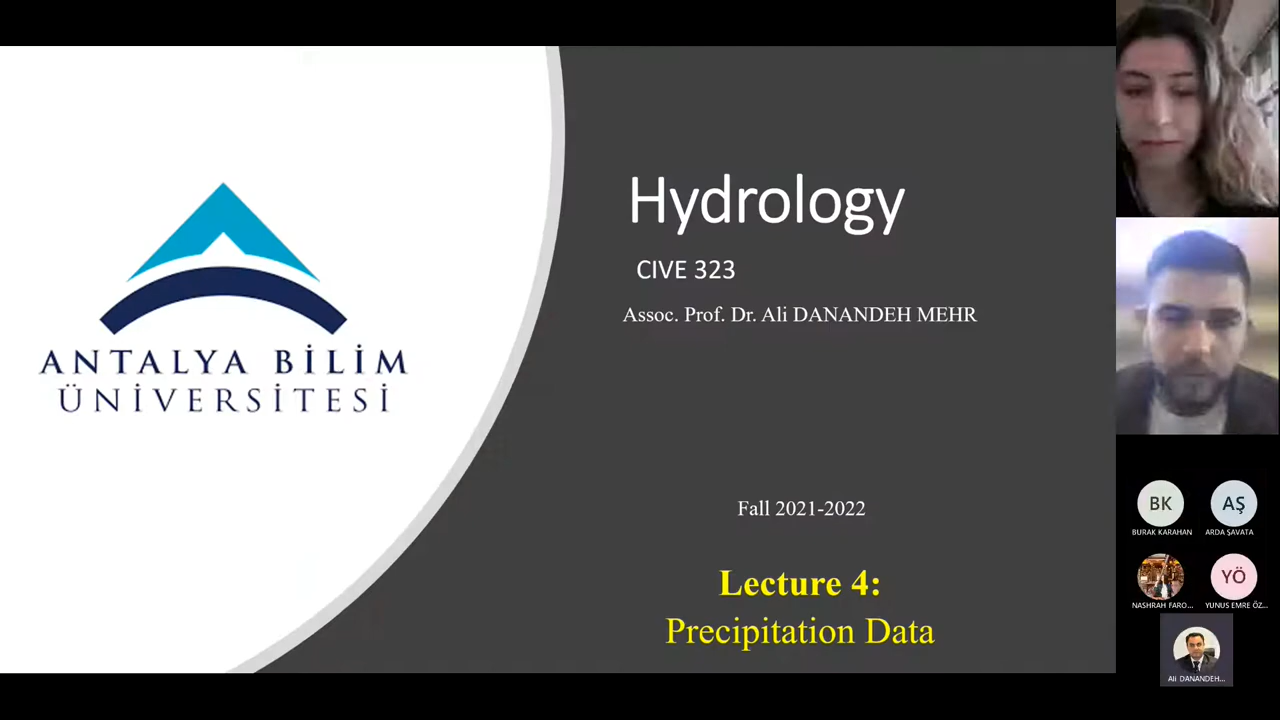 ANTALYA BİLİM
ÜNİVERSİTESİ
Hydrology
CIVE 323
Assoc. Prof. Dr. Ali DANANDEH MEHR
Fall 2021-2022
Lecture 4:
Precipitation Data
BK
BURAK KARAHAN
AŞ
ARDA ŞAVATA
NASHRAH FARO...
YÖ
YUNUS EMRE ÖZ...
Ali DANANDEH...